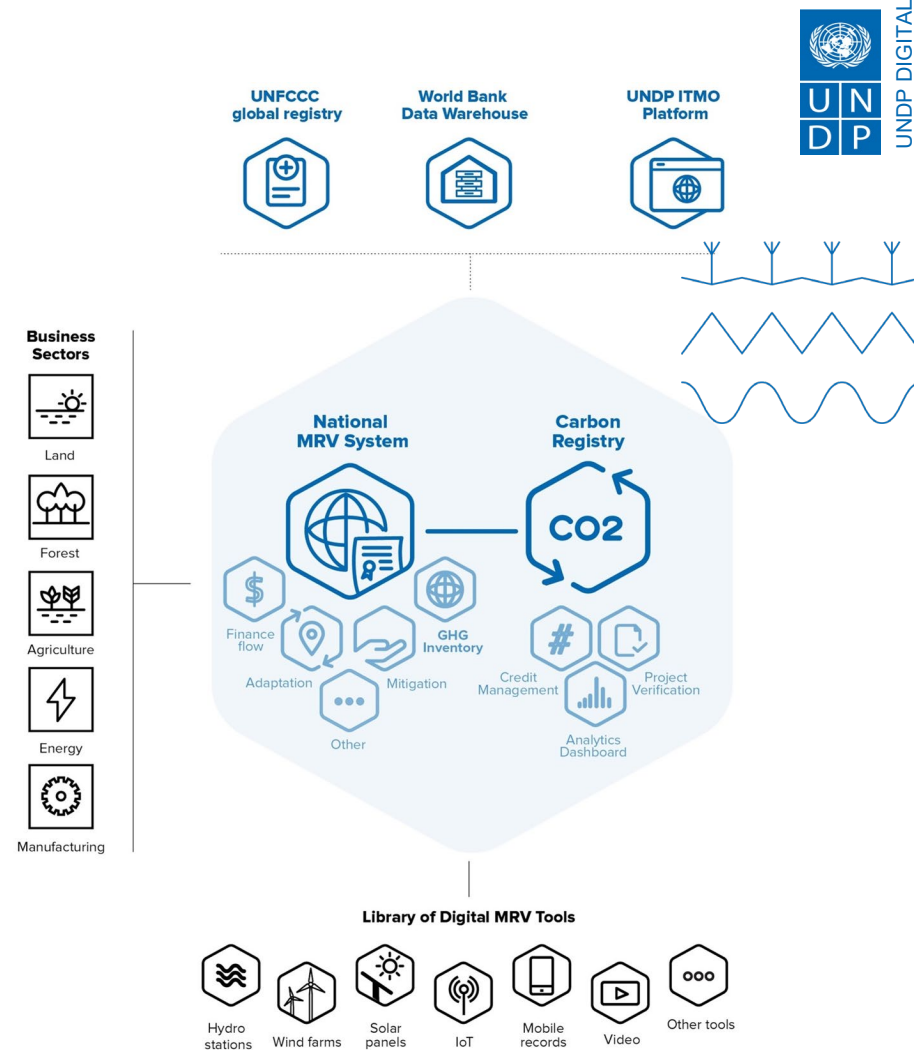 UNDP DIGITAL
U N
D P
UNFCCC
global registry
World Bank
Data Warehouse
UNDP ITMO
Platform
Business
Sectors
Land
Forest
Agriculture
Energy
Manufacturing
National
MRV System
Carbon
Registry
CO2
$
Finance
flow
Adaptation
Mitigation
GHG
Inventory
Other
#
Credit
Management
Project
Verification
Analytics
Dashboard
Library of Digital MRV Tools
Hydro
stations
Wind farms
Solar
panels
IoT
Mobile
records
Video
Other tools